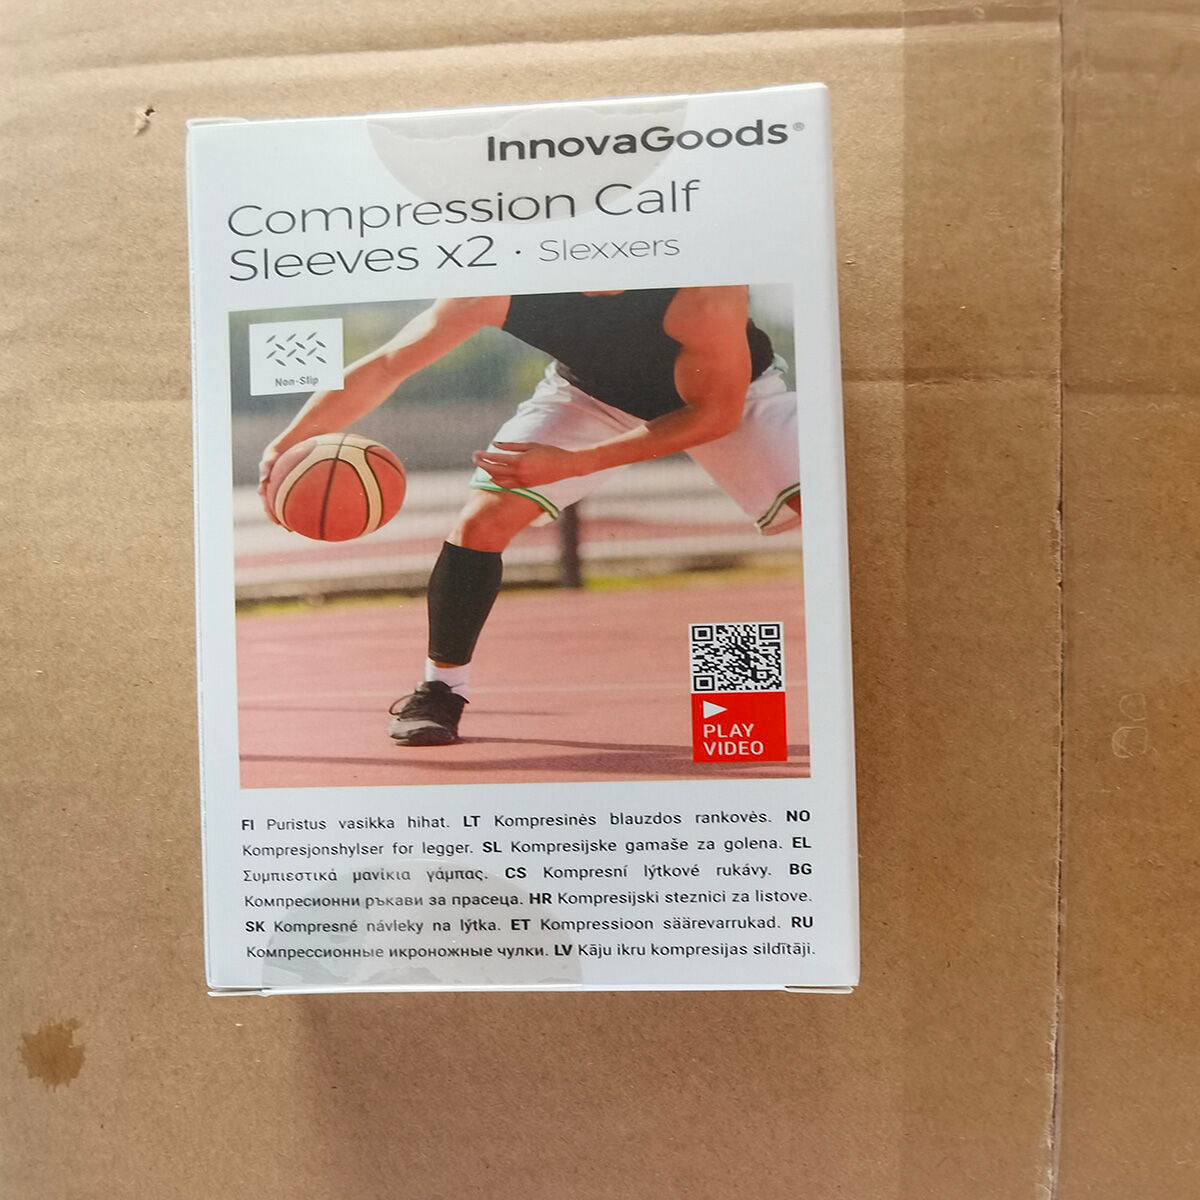 InnovaGoods®
Compression Calf
Sleeves x2 · Slexxers
Non-Slip
PLAY
VIDEO
FI Puristus vasikka hihat. LT Kompresinės blauzdos rankovės. NO
Kompresjonshylser for legger. SL Kompresijske gamaše za golena. EL
Συμπιεστικά μανίκια γάμπας. CS Kompresní lýtkové rukávy. BG
Компресионни ръкави за прасеца. HR Kompresijski steznici za listove.
SK Kompresné návleky na lýtka. ET Kompressioon säärevarrukad. RU
Компрессионные икроножные чулки. LV Kāju ikru kompresijas sildītāji.